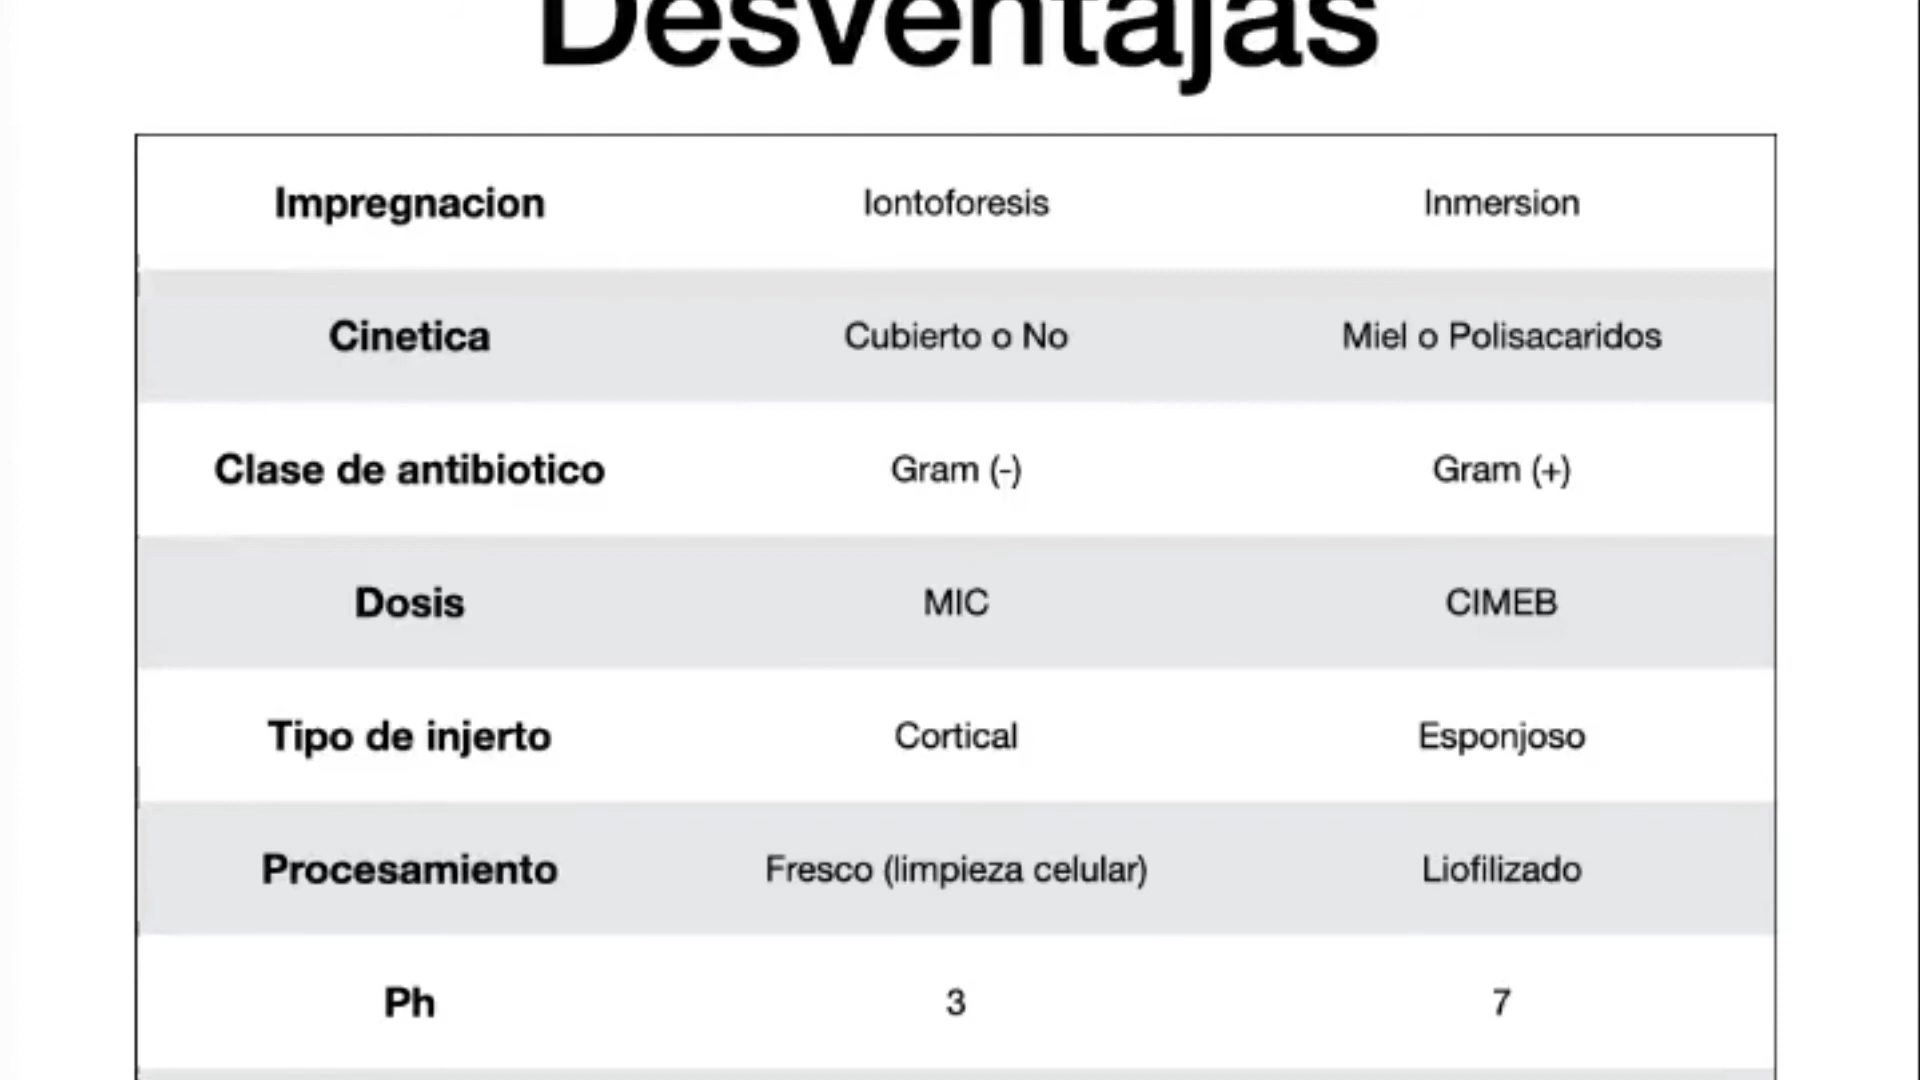 Desventajas
Impregnacion Iontoforesis Inmersion
Cinetica Cubierto o No Miel o Polisacaridos
Clase de antibiotico Gram (-) Gram (+)
Dosis MIC CIMEB
Tipo de injerto Cortical Esponjoso
Procesamiento Fresco (limpieza celular) Liofilizado
Ph 3 7